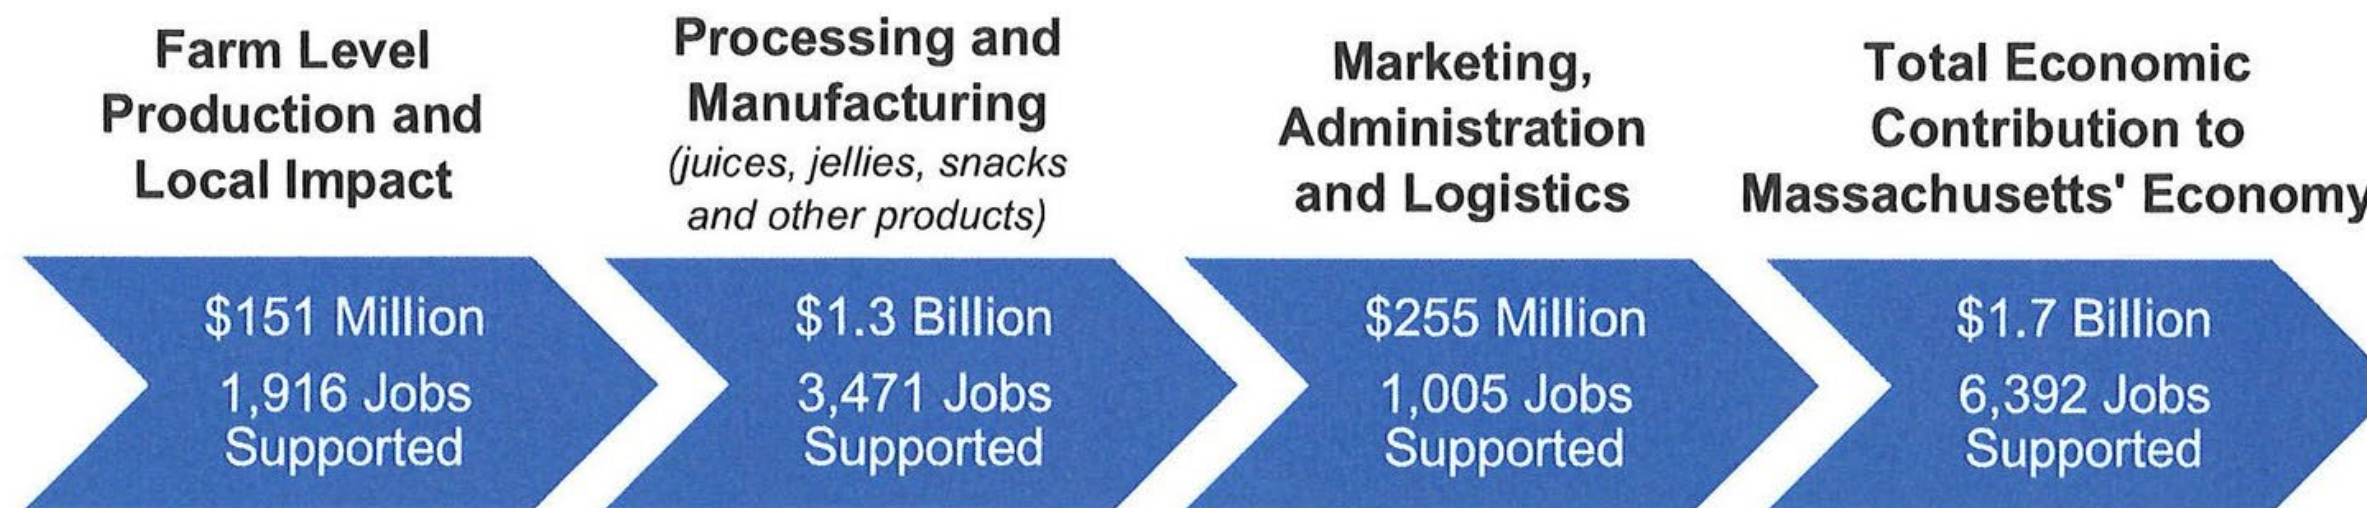 Farm Level
Production and
Local Impact
Processing and
Manufacturing
(juices, jellies, snacks
and other products)
Marketing,
Administration
and Logistics
Total Economic
Contribution to
Massachusetts' Economy
$151 Million
1,916 Jobs
Supported
$1.3 Billion
3,471 Jobs
Supported
$255 Million
1,005 Jobs
Supported
$1.7 Billion
6,392 Jobs
Supported